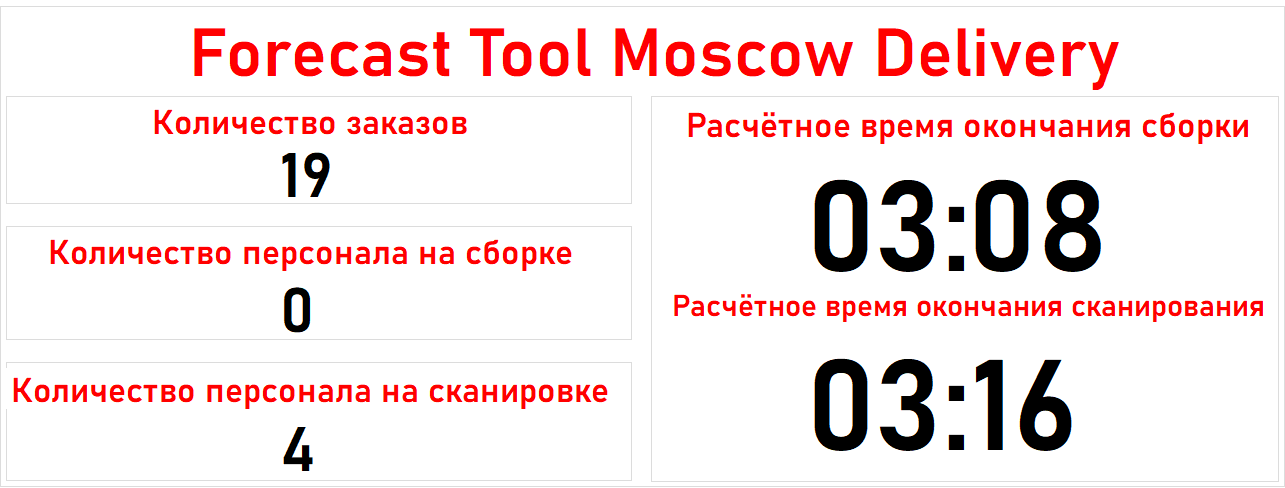 Forecast Tool Moscow Delivery
Количество заказов
19
Количество персонала на сборке
0
Количество персонала на сканировке
4
Расчётное время окончания сборки
03:08
Расчётное время окончания сканирования
03:16